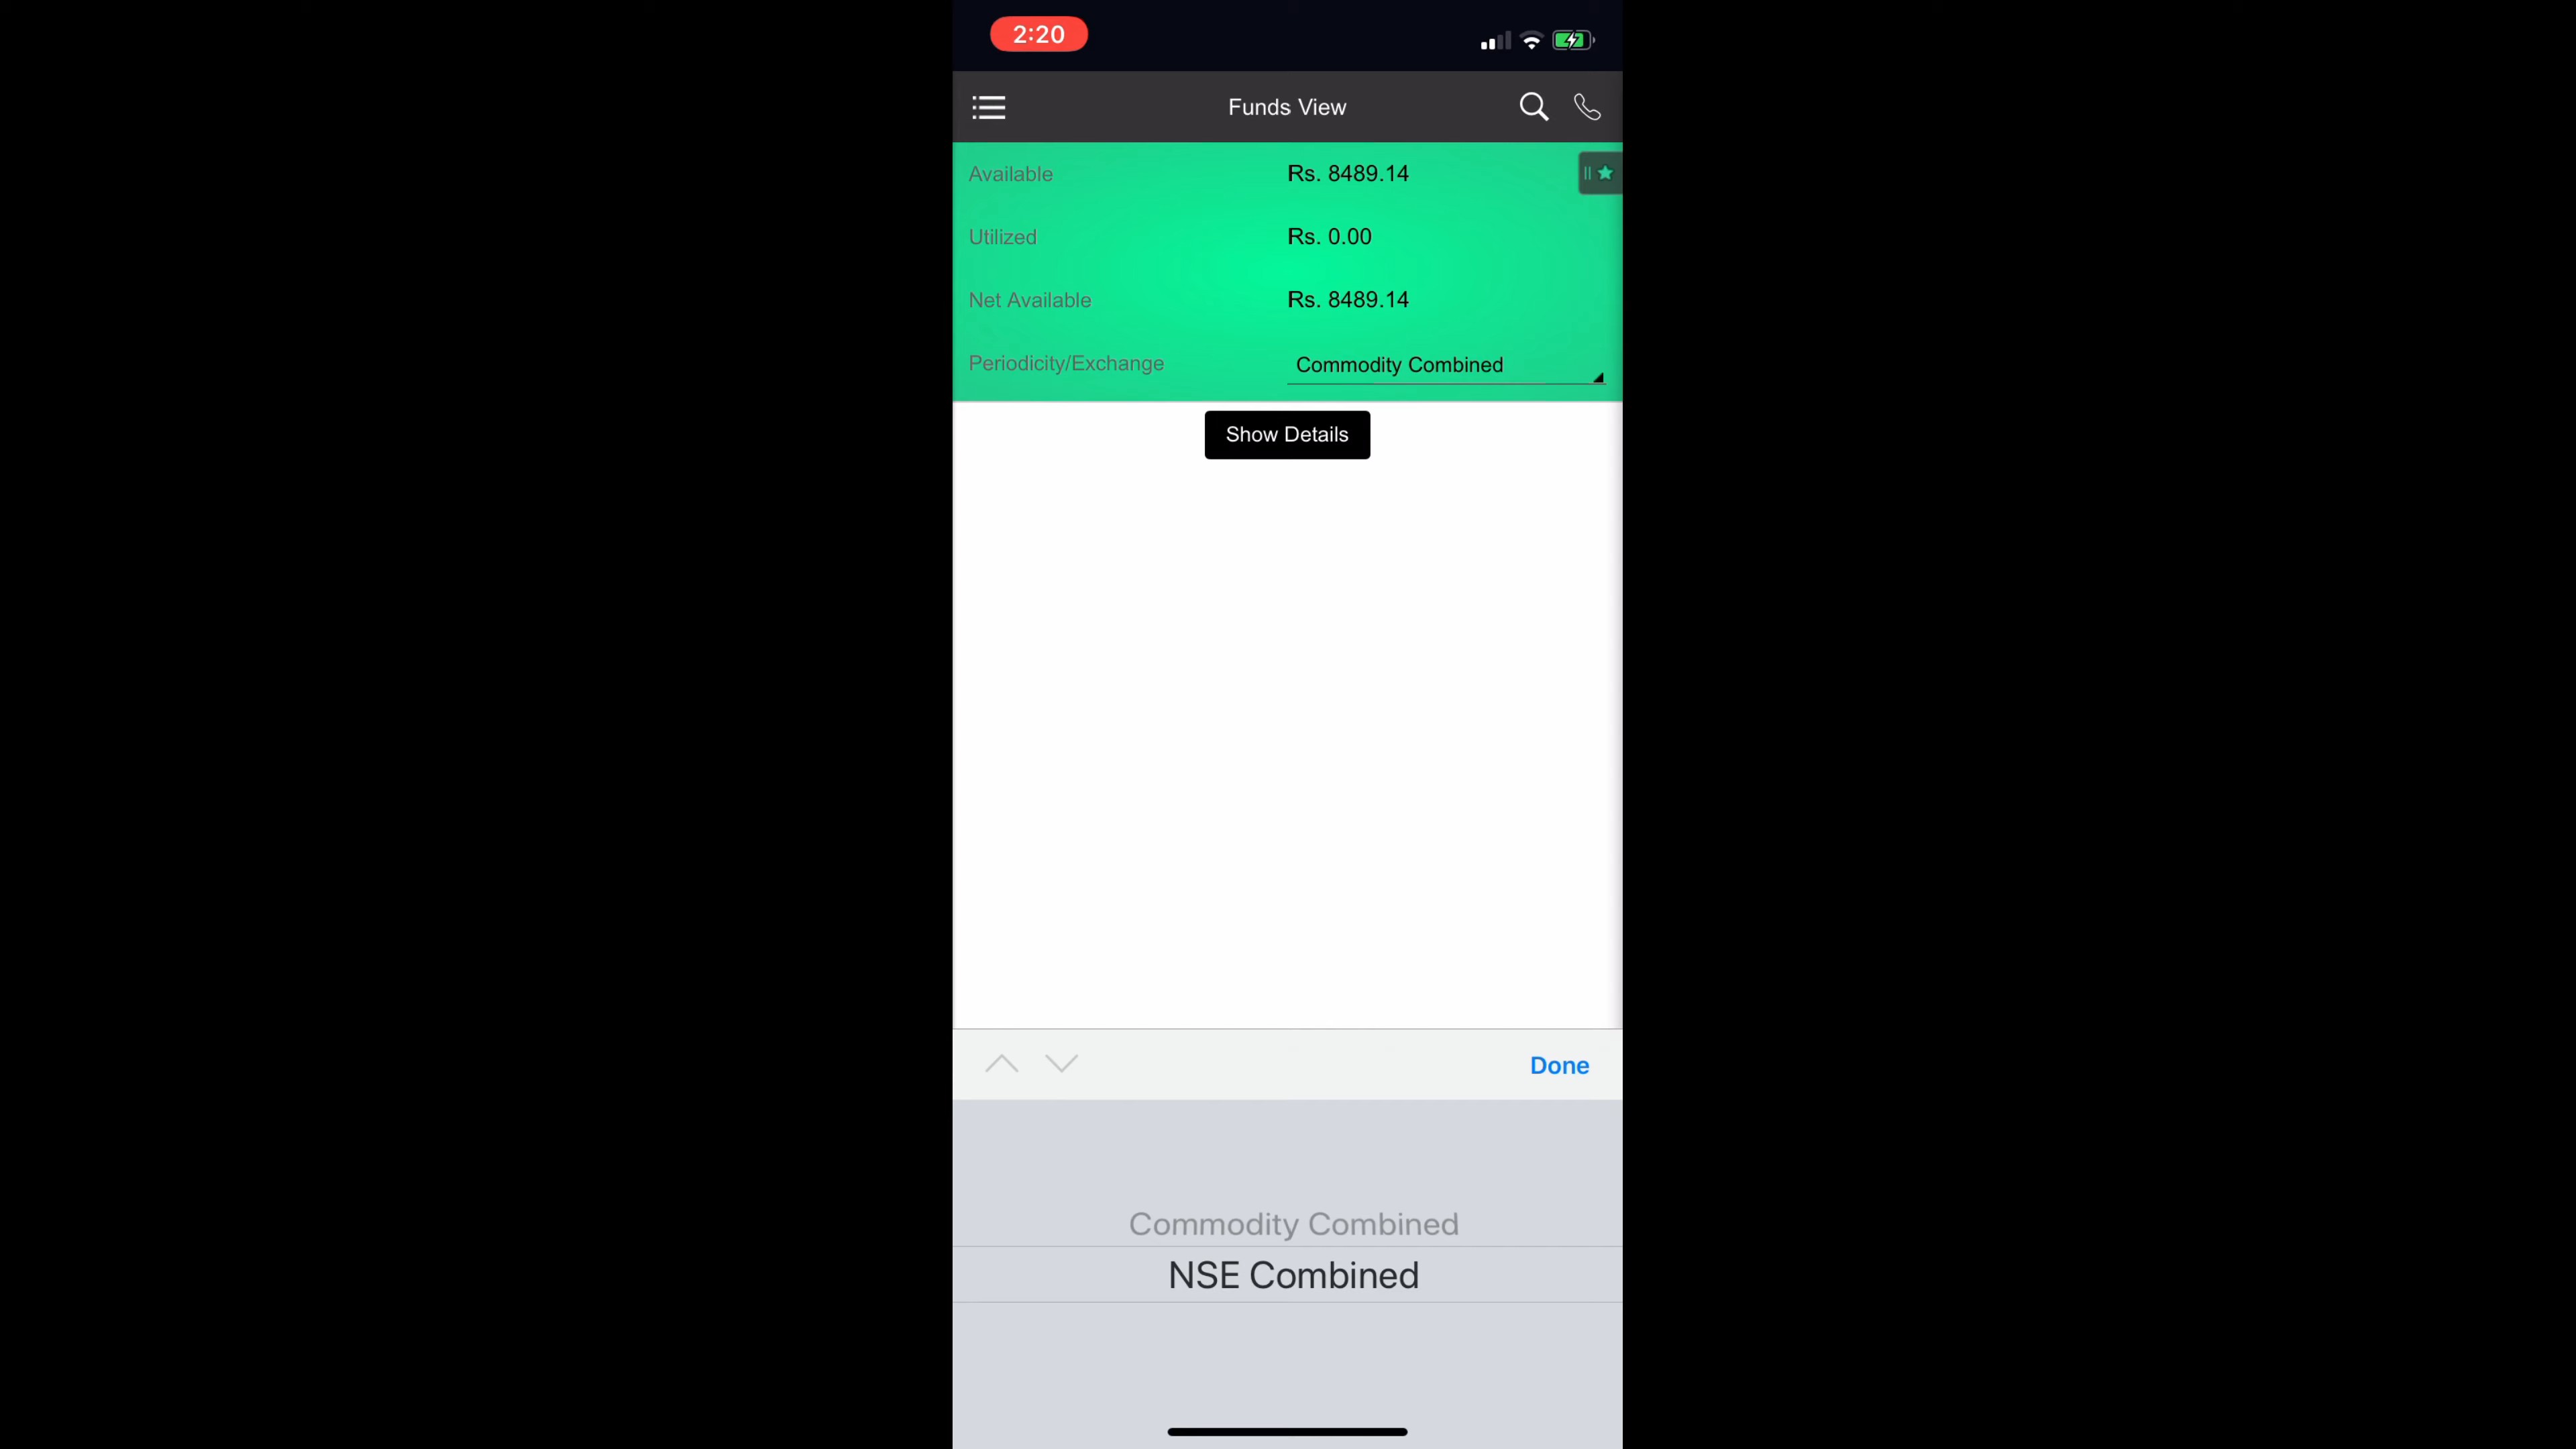 2:20
Funds View
Available Rs. 8489.14
Utilized Rs. 0.00
Net Available Rs. 8489.14
Periodicity/Exchange Commodity Combined
Show Details
Done
Commodity Combined
NSE Combined